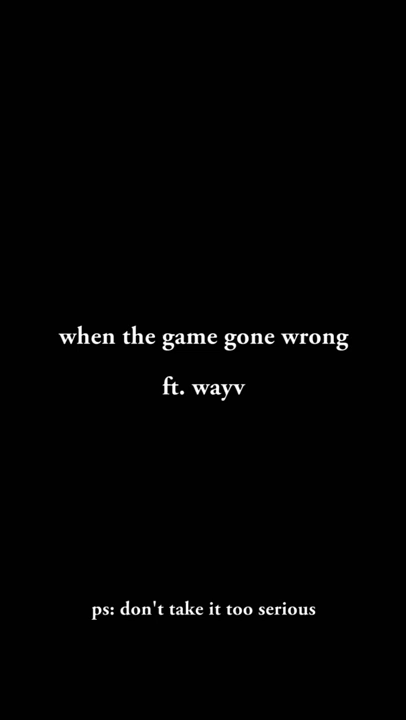 when the game gone wrong
ft. wayv
ps: don't take it too serious